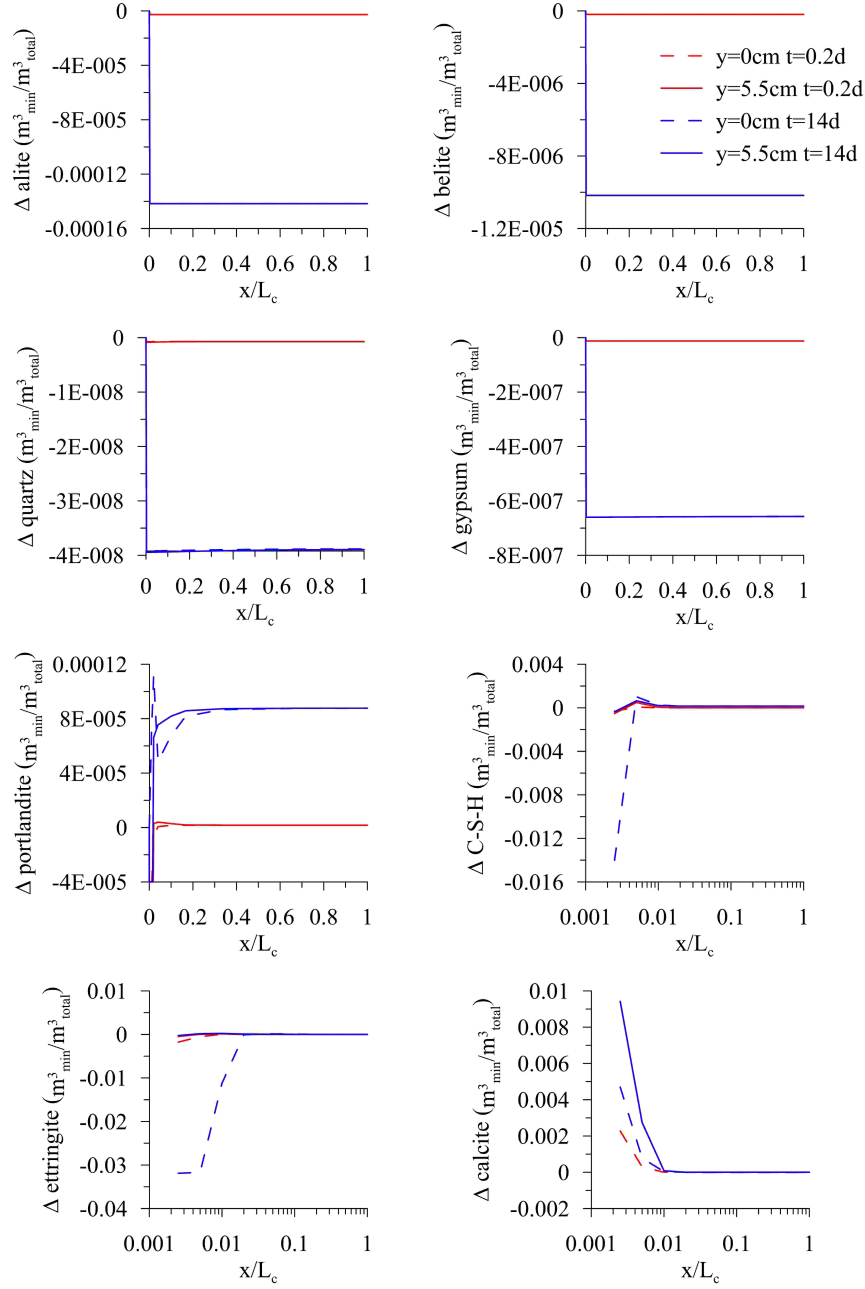 Δ alite (m³min/m³total)
0
-4E-005
-8E-005
-0.00012
-0.00016
0 0.2 0.4 0.6 0.8 1
x/Lc
Δ belite (m³min/m³total)
0
-4E-006
-8E-006
-1.2E-005
0 0.2 0.4 0.6 0.8 1
x/Lc
y=0cm t=0.2d
y=5.5cm t=0.2d
y=0cm t=14d
y=5.5cm t=14d
Δ quartz (m³min/m³total)
0
-1E-008
-2E-008
-3E-008
-4E-008
0 0.2 0.4 0.6 0.8 1
x/Lc
Δ gypsum (m³min/m³total)
0
-2E-007
-4E-007
-6E-007
-8E-007
0 0.2 0.4 0.6 0.8 1
x/Lc
Δ portlandite (m³min/m³total)
0.00012
8E-005
4E-005
0
-4E-005
0 0.2 0.4 0.6 0.8 1
x/Lc
Δ C-S-H (m³min/m³total)
0.004
0
-0.004
-0.008
-0.012
-0.016
0.001 0.01 0.1 1
x/Lc
Δ ettringite (m³min/m³total)
0.01
0
-0.01
-0.02
-0.03
-0.04
0.001 0.01 0.1 1
x/Lc
Δ calcite (m³min/m³total)
0.01
0.008
0.006
0.004
0.002
0
-0.002
0.001 0.01 0.1 1
x/Lc